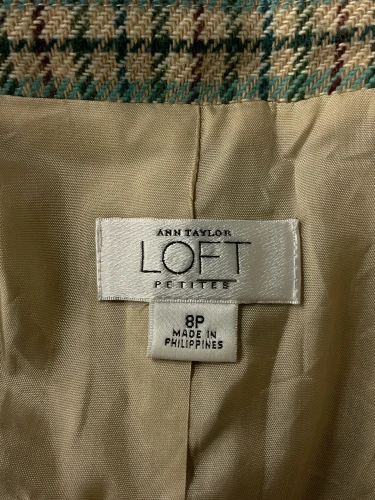 ANN TAYLOR
LOFT
PETITES
8P
MADE IN
PHILIPPINES